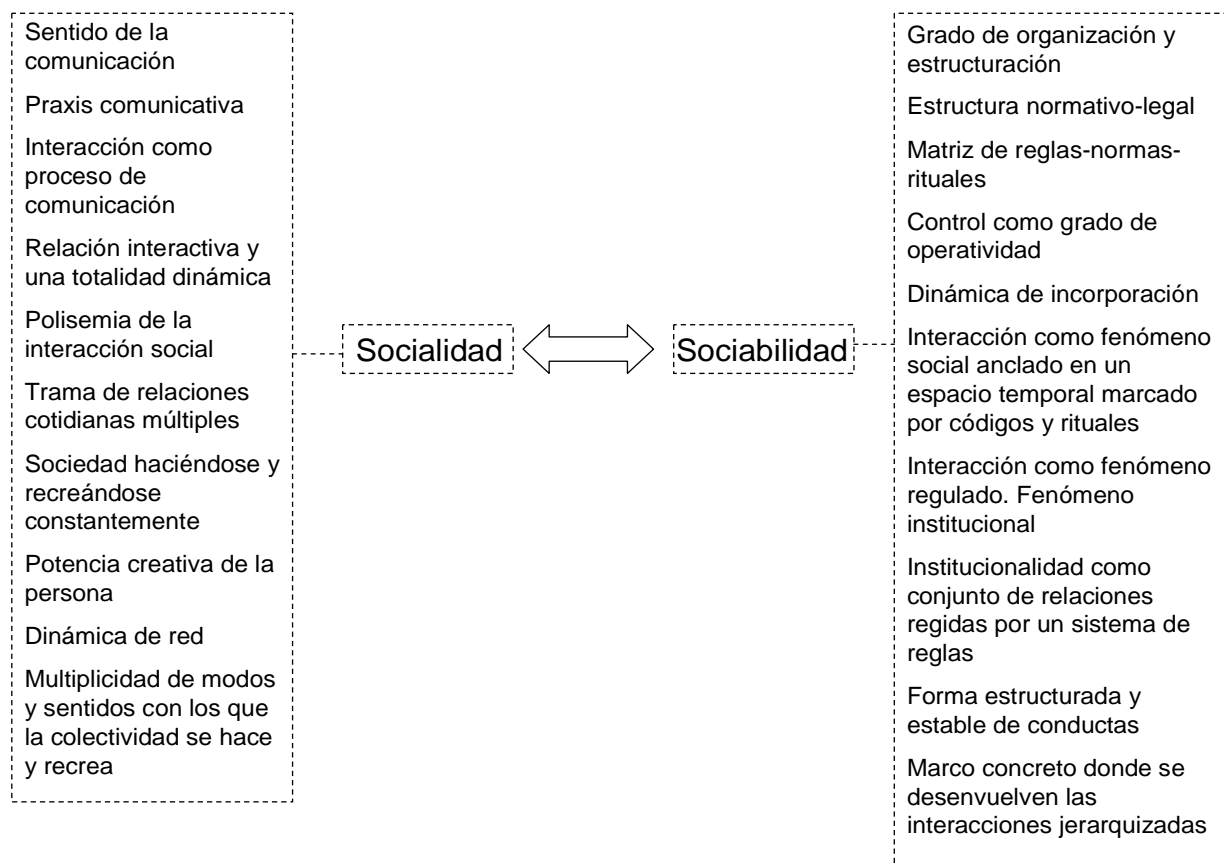 Sentido de la
comunicación
Praxis comunicativa
Interacción como
proceso de
comunicación
Relación interactiva y
una totalidad dinámica
Polisemia de la
interacción social
Trama de relaciones
cotidianas múltiples
Sociedad haciéndose y
recreándose
constantemente
Potencia creativa de la
persona
Dinámica de red
Multiplicidad de modos
y sentidos con los que
la colectividad se hace
y recrea
Socialidad
Sociabilidad
Grado de organización y
estructuración
Estructura normativo-legal
Matriz de reglas-normas-
rituales
Control como grado de
operatividad
Dinámica de incorporación
Interacción como fenómeno
social anclado en un
espacio temporal marcado
por códigos y rituales
Interacción como fenómeno
regulado. Fenómeno
institucional
Institucionalidad como
conjunto de relaciones
regidas por un sistema de
reglas
Forma estructurada y
estable de conductas
Marco concreto donde se
desenvuelven las
interacciones jerarquizadas